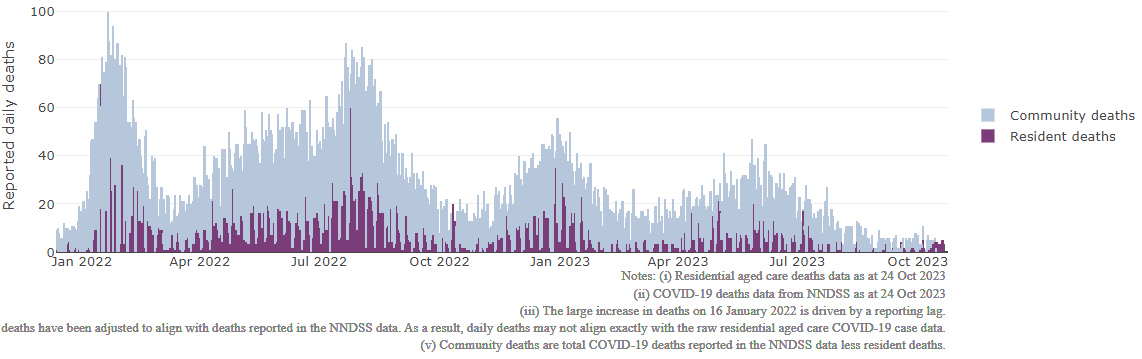 Reported daily deaths
100
80
60
40
20
0
Jan 2022 Apr 2022 Jul 2022 Oct 2022 Jan 2023 Apr 2023 Jul 2023 Oct 2023
Community deaths
Resident deaths
Notes: (i) Residential aged care deaths data as at 24 Oct 2023
(ii) COVID-19 deaths data from NNDSS as at 24 Oct 2023
(iii) The large increase in deaths on 16 January 2022 is driven by a reporting lag.
deaths have been adjusted to align with deaths reported in the NNDSS data. As a result, daily deaths may not align exactly with the raw residential aged care COVID-19 case data.
(v) Community deaths are total COVID-19 deaths reported in the NNDSS data less resident deaths.